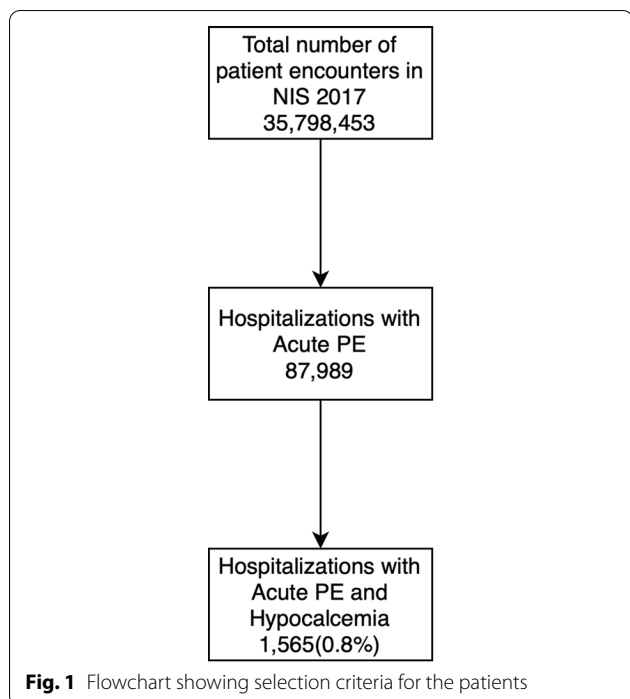 Total number of
patient encounters in
NIS 2017
35,798,453
Hospitalizations with
Acute PE
87,989
Hospitalizations with
Acute PE and
Hypocalcemia
1,565(0.8%)
Fig. 1 Flowchart showing selection criteria for the patients